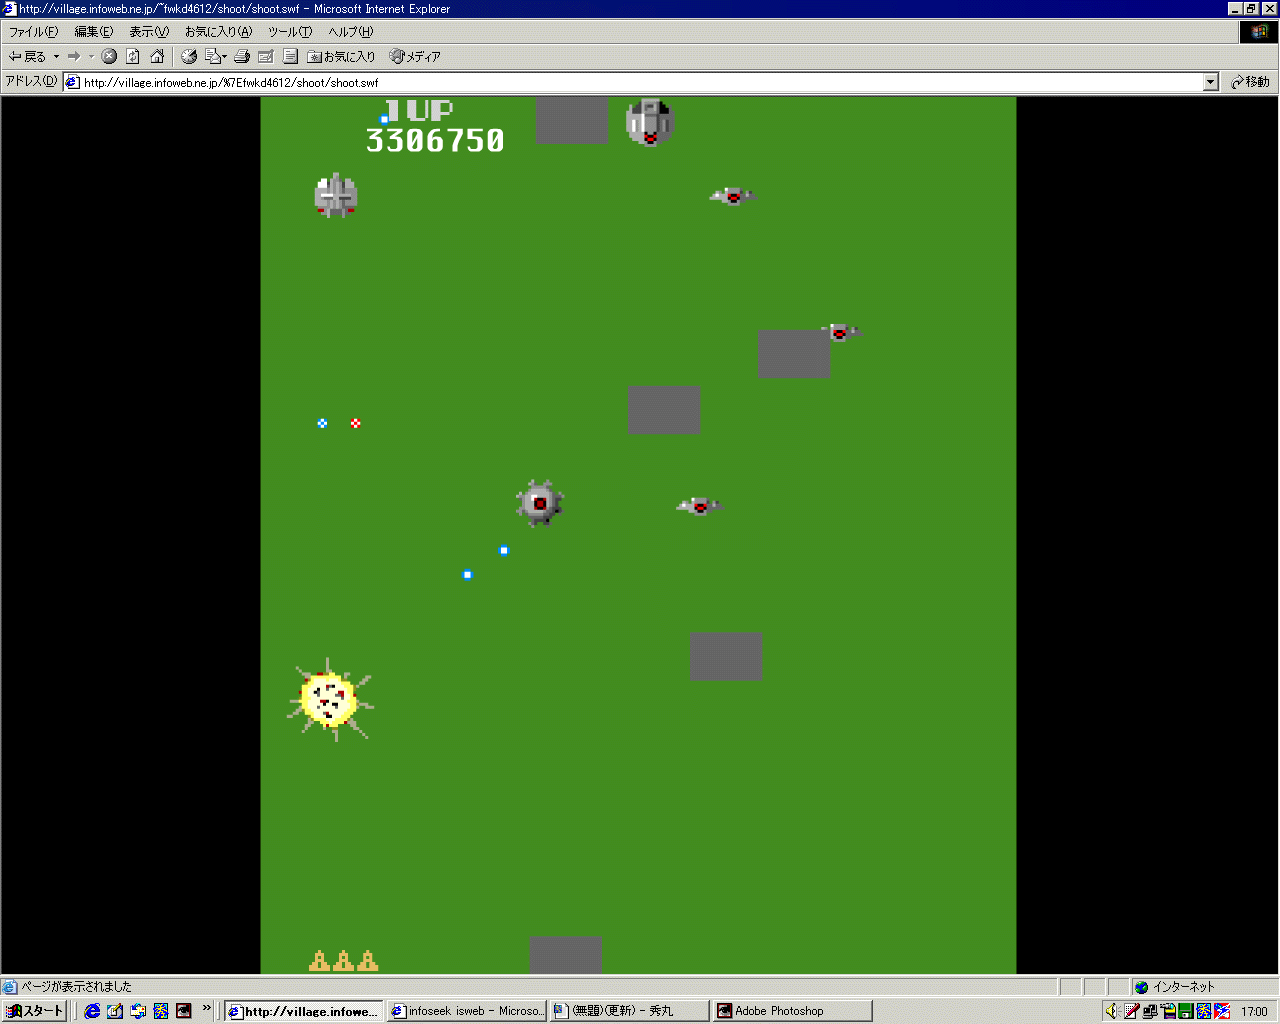 http://village.infoweb.ne.jp/~fwkd4612/shoot/shoot.swf - Microsoft Internet Explorer
ファイル(F) 編集(E) 表示(V) お気に入り(A) ツール(T) ヘルプ(H)
戻る お気に入り メディア
アドレス(D) http://village.infoweb.ne.jp/%7Efwkd4612/shoot/shoot.swf 移動
1UP
3306750
ページが表示されました インターネット
スタート » http://village.infowe... infoseek isweb - Microso... (無題)(更新) - 秀丸 Adobe Photoshop 17:00